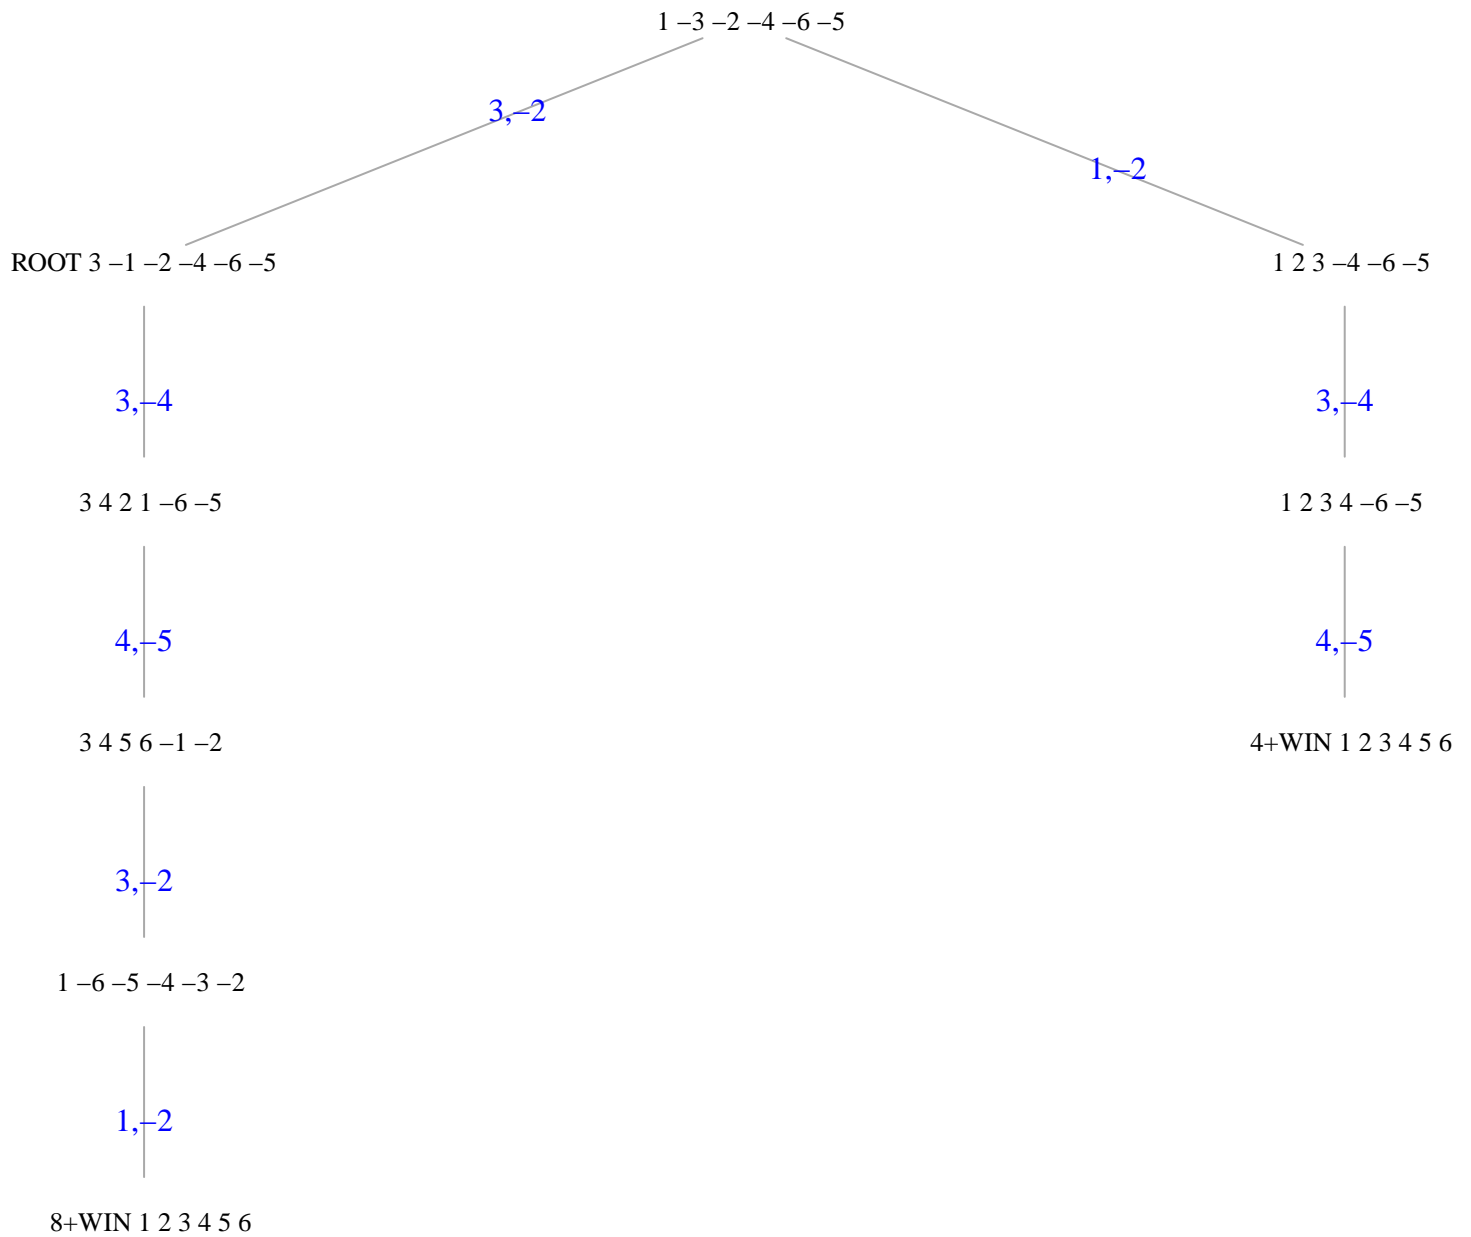 1 –3 –2 –4 –6 –5
3,–2
1,–2
ROOT 3 –1 –2 –4 –6 –5
1 2 3 –4 –6 –5
3,–4
3,–4
3 4 2 1 –6 –5
1 2 3 4 –6 –5
4,–5
4,–5
3 4 5 6 –1 –2
4+WIN 1 2 3 4 5 6
3,–2
1 –6 –5 –4 –3 –2
1,–2
8+WIN 1 2 3 4 5 6